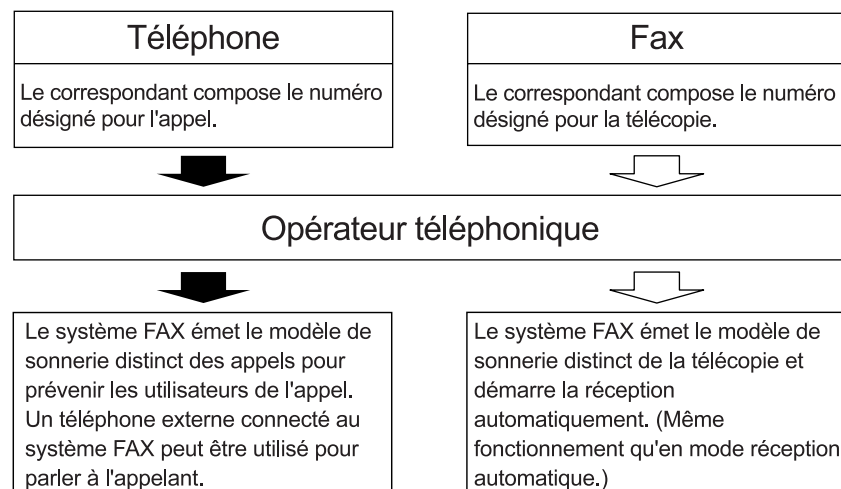 Téléphone
Le correspondant compose le numéro
désigné pour l'appel.
Fax
Le correspondant compose le numéro
désigné pour la télécopie.
Opérateur téléphonique
Le système FAX émet le modèle de
sonnerie distinct des appels pour
prévenir les utilisateurs de l'appel.
Un téléphone externe connecté au
système FAX peut être utilisé pour
parler à l'appelant.
Le système FAX émet le modèle de
sonnerie distinct de la télécopie et
démarre la réception
automatiquement. (Même
fonctionnement qu'en mode réception
automatique.)